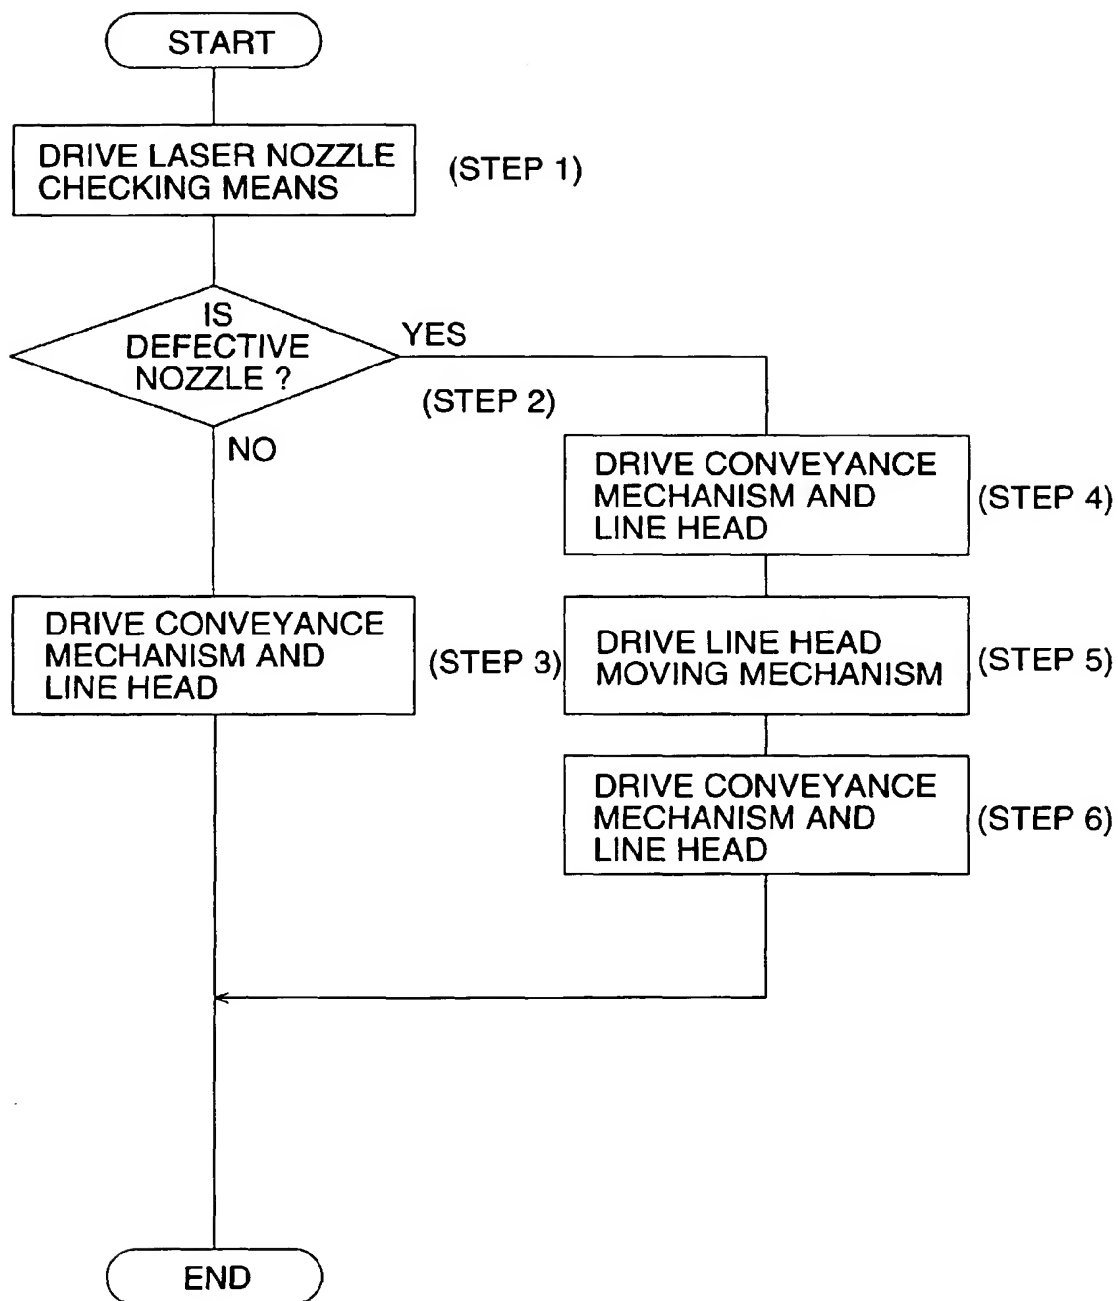 START
DRIVE LASER NOZZLE
CHECKING MEANS
(STEP 1)
IS
DEFECTIVE
NOZZLE ?
YES
(STEP 2)
NO
DRIVE CONVEYANCE
MECHANISM AND
LINE HEAD
(STEP 3)
DRIVE CONVEYANCE
MECHANISM AND
LINE HEAD
(STEP 4)
DRIVE LINE HEAD
MOVING MECHANISM
(STEP 5)
DRIVE CONVEYANCE
MECHANISM AND
LINE HEAD
(STEP 6)
END